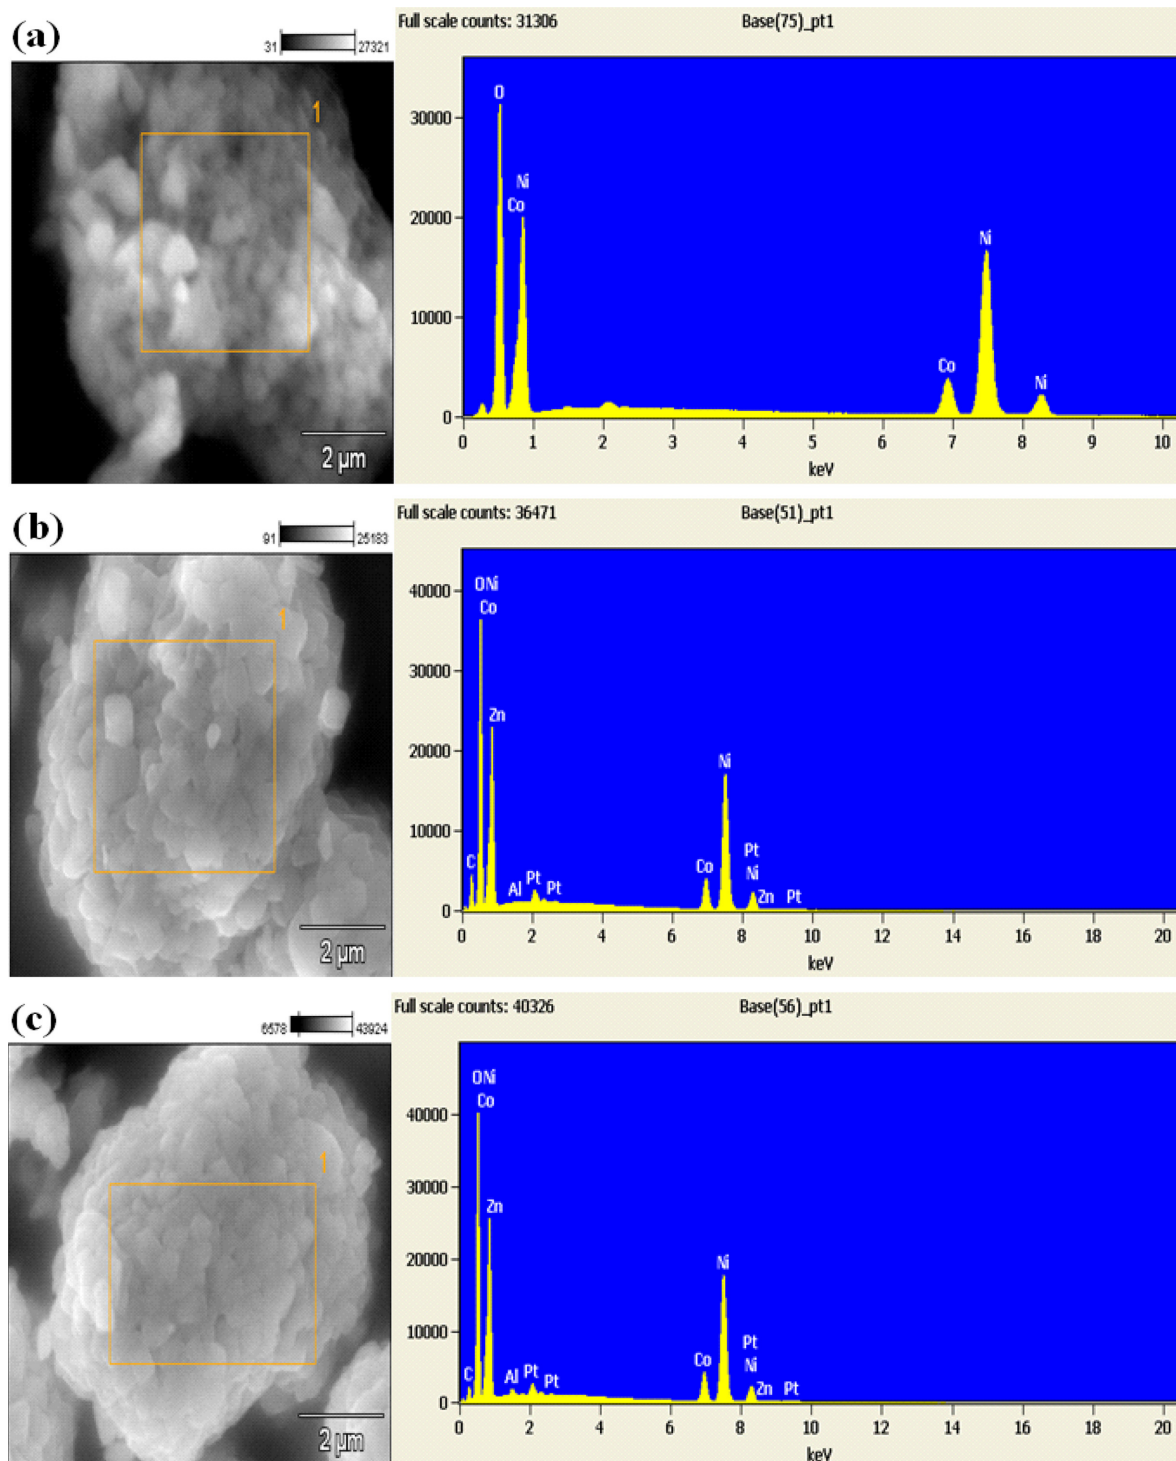 (a)
31 27321
1
2 μm
Full scale counts: 31306 Base(75)_pt1
O
Ni
Co
Ni
Co
Ni
30000
20000
10000
0
0 1 2 3 4 5 6 7 8 9 10
keV
(b)
91 25183
1
2 μm
Full scale counts: 36471 Base(51)_pt1
O Ni
Co
Zn
C
Al Pt Pt
Co
Ni
Pt
Ni
Zn Pt
40000
30000
20000
10000
0
0 2 4 6 8 10 12 14 16 18 20
keV
(c)
6578 43924
1
2 μm
Full scale counts: 40326 Base(56)_pt1
O Ni
Co
Zn
C
Al Pt Pt
Co
Ni
Pt
Ni
Zn Pt
40000
30000
20000
10000
0
0 2 4 6 8 10 12 14 16 18 20
keV